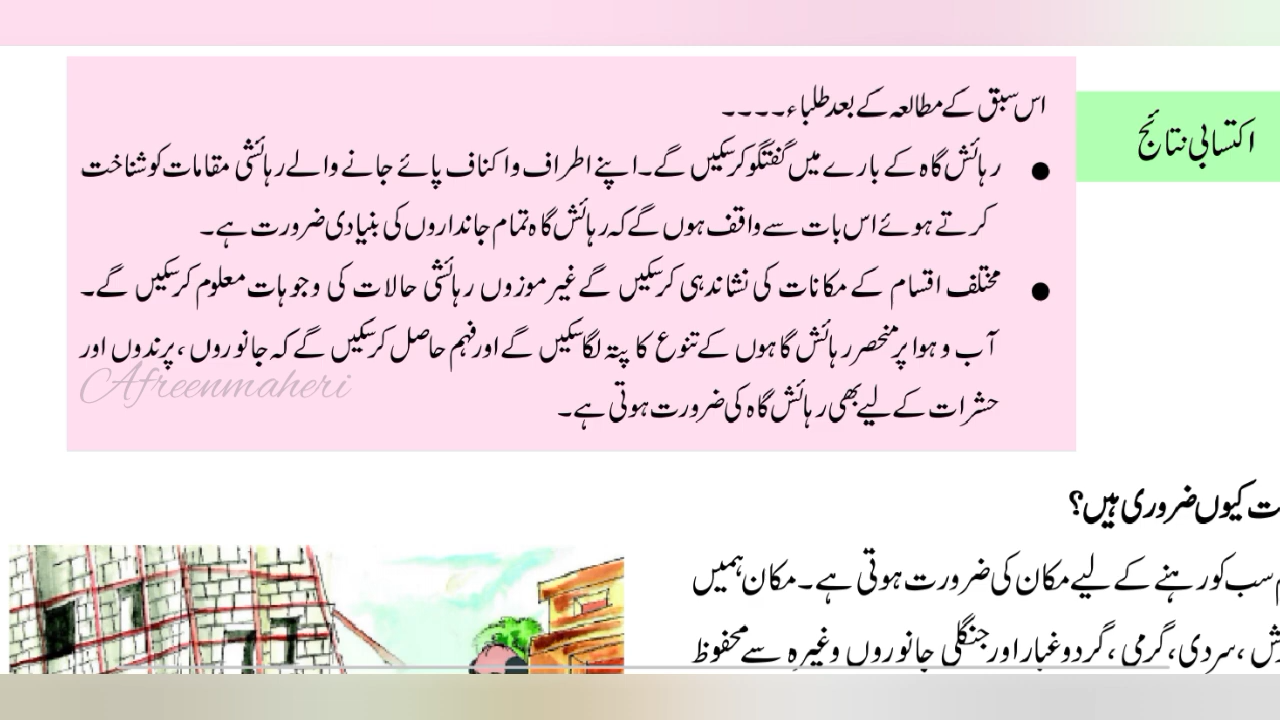 اکتسابی نتائج
اس سبق کے مطالعہ کے بعد طلباء۔۔۔۔
● رہائش گاہ کے بارے میں گفتگو کرسکیں گے۔ اپنے اطراف و اکناف پائے جانے والے رہائشی مقامات کو شناخت
کرتے ہوئے اس بات سے واقف ہوں گے کہ رہائش گاہ تمام جانداروں کی بنیادی ضرورت ہے۔
● مختلف اقسام کے مکانات کی نشاندہی کرسکیں گے غیر موزوں رہائشی حالات کی وجوہات معلوم کرسکیں گے۔
آب و ہوا پر منحصر رہائش گاہوں کے تنوع کا پتہ لگاسکیں گے اور فہم حاصل کرسکیں گے کہ جانوروں، پرندوں اور
حشرات کے لیے بھی رہائش گاہ کی ضرورت ہوتی ہے۔
Afreenmaheri
کیوں ضروری ہیں؟
سب کو رہنے کے لیے مکان کی ضرورت ہوتی ہے۔ مکان ہمیں
، سردی، گرمی، گردوغبار اور جنگلی جانوروں وغیرہ سے محفوظ